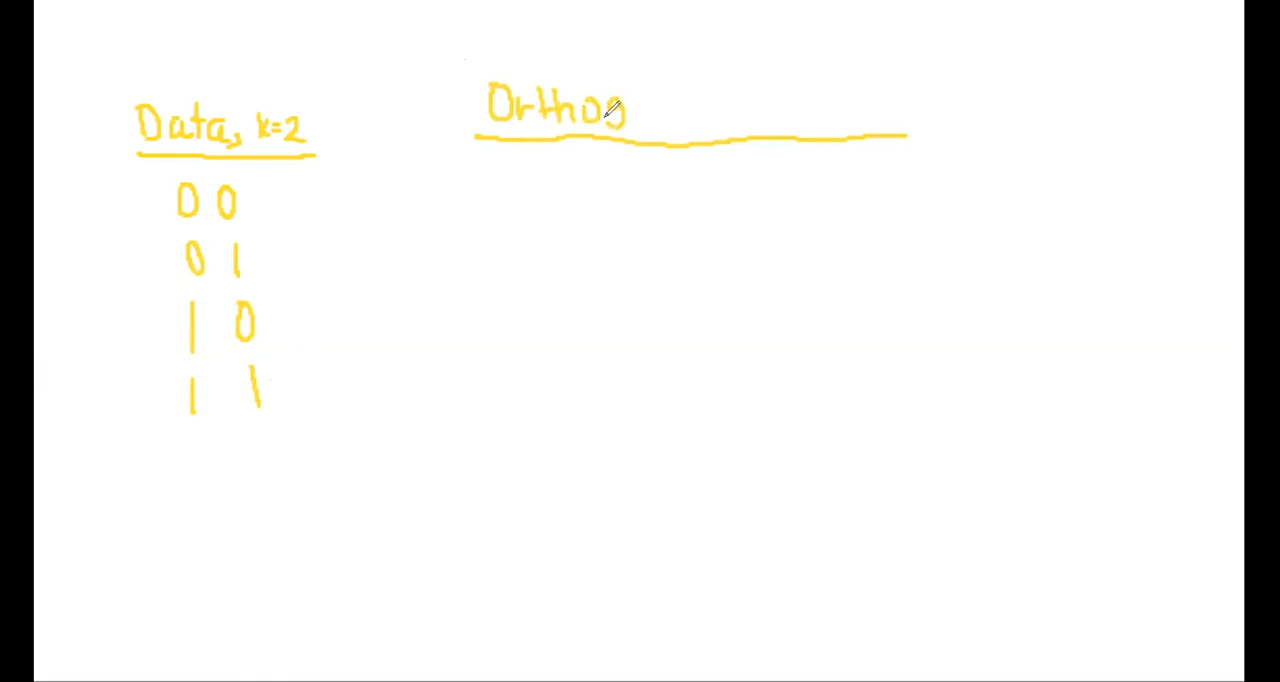 Data, k=2
0 0
0 1
1 0
1 1
Orthog